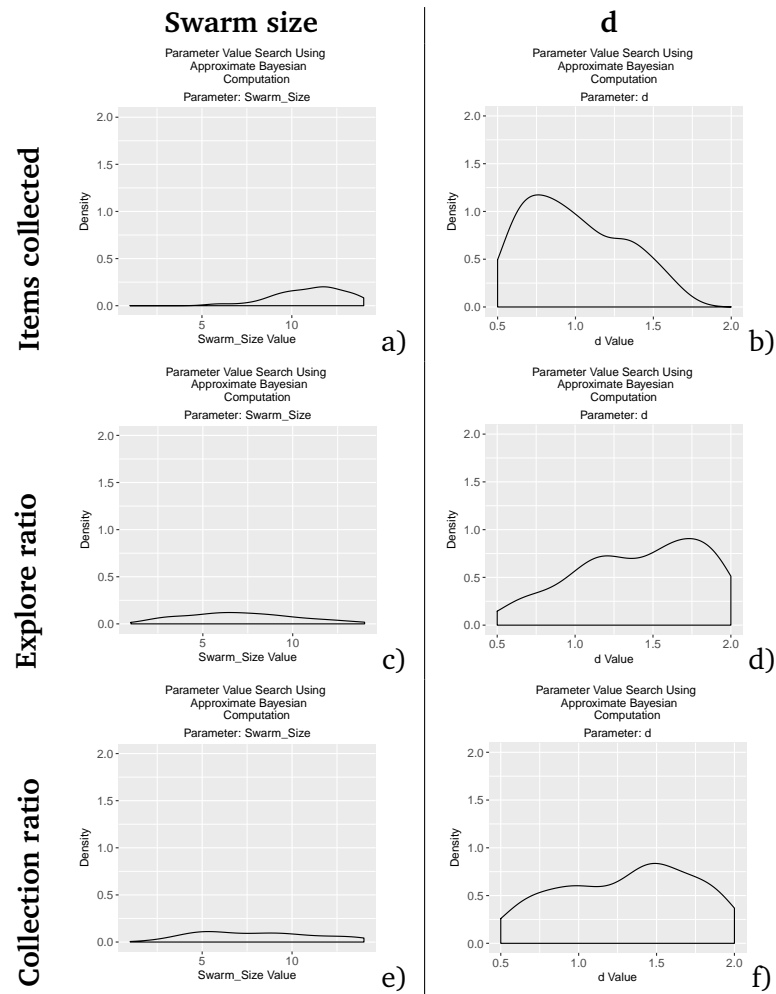 Swarm size
d
Items collected
Parameter Value Search Using
Approximate Bayesian
Computation
Parameter: Swarm_Size
2.0
1.5
1.0
0.5
0.0
Density
5 10
Swarm_Size Value
a)
Parameter Value Search Using
Approximate Bayesian
Computation
Parameter: d
2.0
1.5
1.0
0.5
0.0
Density
0.5 1.0 1.5 2.0
d Value
b)
Explore ratio
Parameter Value Search Using
Approximate Bayesian
Computation
Parameter: Swarm_Size
2.0
1.5
1.0
0.5
0.0
Density
5 10
Swarm_Size Value
c)
Parameter Value Search Using
Approximate Bayesian
Computation
Parameter: d
2.0
1.5
1.0
0.5
0.0
Density
0.5 1.0 1.5 2.0
d Value
d)
Collection ratio
Parameter Value Search Using
Approximate Bayesian
Computation
Parameter: Swarm_Size
2.0
1.5
1.0
0.5
0.0
Density
5 10
Swarm_Size Value
e)
Parameter Value Search Using
Approximate Bayesian
Computation
Parameter: d
2.0
1.5
1.0
0.5
0.0
Density
0.5 1.0 1.5 2.0
d Value
f)